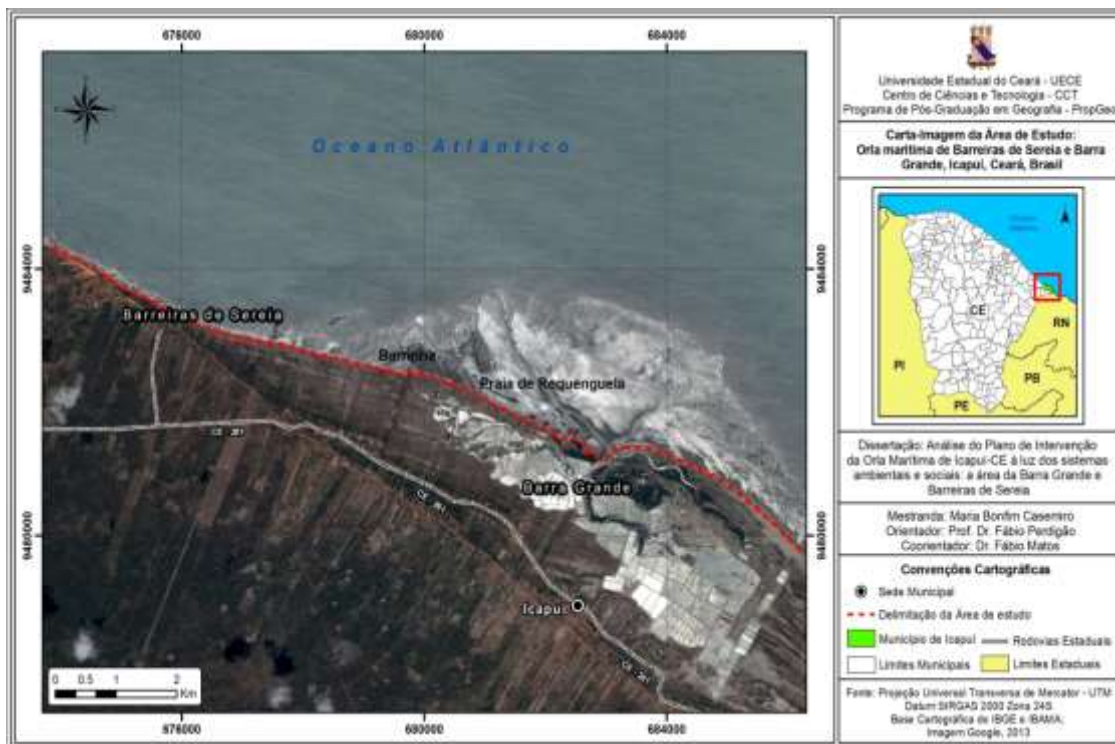 676000 680000 684000
Oceano Atlântico
9484000 9484000
Barreiras de Sereia
Barrinha
Praia de Requenguela
CE - 261
CE - 261
Barra Grande
9480000 9480000
Icapuí
CE - 261
0 0.5 1 2
Km
676000 680000 684000
Universidade Estadual do Ceará - UECE
Centro de Ciências e Tecnologia - CCT
Programa de Pós-Graduação em Geografia - PropGeo
Carta-Imagem da Área de Estudo:
Orla marítima de Barreiras de Sereia e Barra
Grande, Icapuí, Ceará, Brasil
CE
RN
PI
PB
PE
Dissertação: Análise do Plano de Intervenção
da Orla Marítima de Icapuí-CE à luz dos sistemas
ambientais e sociais: a área da Barra Grande e
Barreiras de Sereia
Mestranda: Maria Bonfim Casemiro
Orientador: Prof. Dr. Fábio Perdigão
Coorientador: Dr. Fábio Matos
Convenções Cartográficas
Sede Municipal
Delimitação da Área de estudo
Município de Icapuí Rodovias Estaduais
Limites Municipais Limites Estaduais
Fonte: Projeção Universal Transversa de Mercator - UTM
Datum SIRGAS 2000 Zona 24S
Base Cartográfica do IBGE e IBAMA.
Imagem Google, 2013